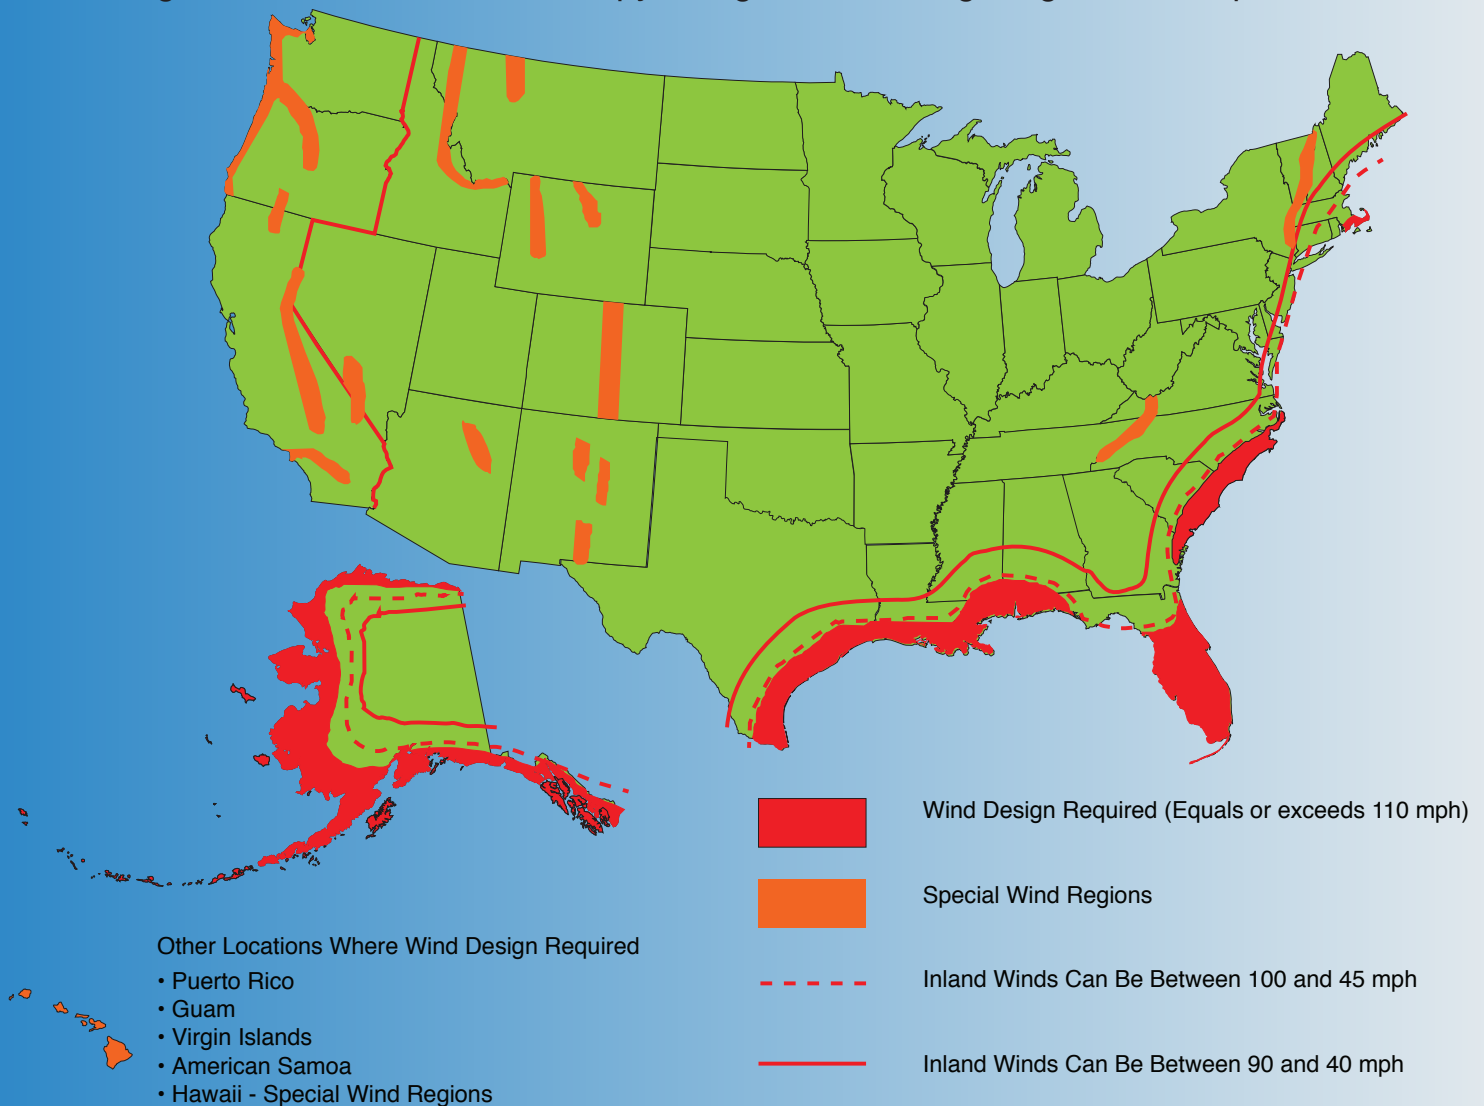 Wind Design Required (Equals or exceeds 110 mph)
Special Wind Regions
Inland Winds Can Be Between 100 and 45 mph
Inland Winds Can Be Between 90 and 40 mph
Other Locations Where Wind Design Required
• Puerto Rico
• Guam
• Virgin Islands
• American Samoa
• Hawaii - Special Wind Regions